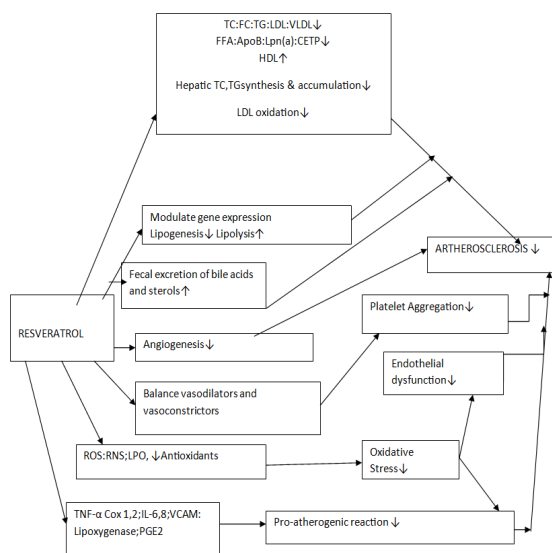 TC:FC:TG:LDL:VLDL↓
FFA:ApoB:Lpn(a):CETP↓
HDL↑
Hepatic TC,TGsynthesis & accumulation↓
LDL oxidation↓
Modulate gene expression
Lipogenesis↓ Lipolysis↑
ARTHEROSCLEROSIS ↓
Fecal excretion of bile acids
and sterols↑
Platelet Aggregation↓
RESVERATROL
Angiogenesis↓
Endothelial
dysfunction↓
Balance vasodilators and
vasoconstrictors
ROS:RNS;LPO, ↓Antioxidants
Oxidative
Stress↓
TNF-α Cox 1,2;IL-6,8;VCAM:
Lipoxygenase;PGE2
Pro-atherogenic reaction ↓